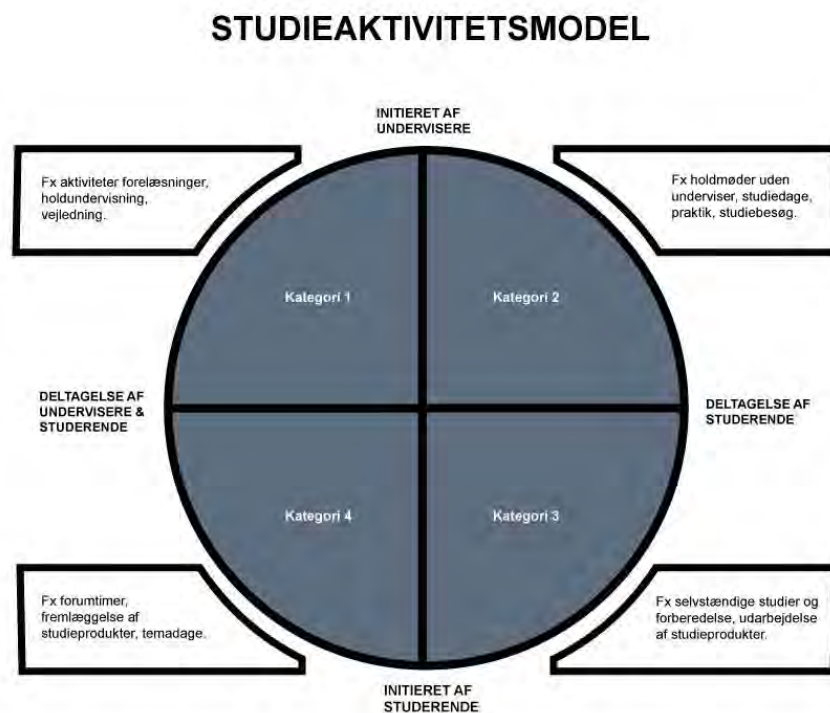 STUDIEAKTIVITETSMODEL
INITIERET AF
UNDERVISERE
Fx aktiviteter forelæsninger,
holdundervisning,
vejledning.
Fx holdmøder uden
underviser, studiedage,
praktik, studiebesøg.
Kategori 1
Kategori 2
DELTAGELSE AF
UNDERVISERE &
STUDERENDE
DELTAGELSE AF
STUDERENDE
Kategori 4
Kategori 3
Fx forumtimer,
fremlæggelse af
studieprodukter, temadage.
Fx selvstændige studier og
forberedelse, udarbejdelse
af studieprodukter.
INITIERET AF
STUDERENDE